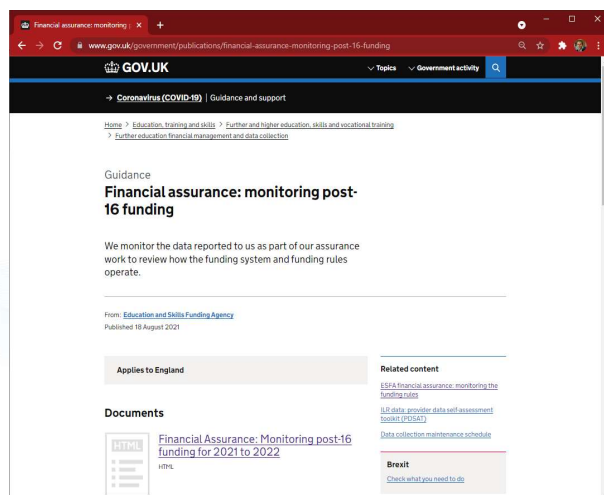 Financial assurance: monitoring p
www.gov.uk/government/publications/financial-assurance-monitoring-post-16-funding
GOV.UK
Topics
Government activity
→ Coronavirus (COVID-19) | Guidance and support
Home > Education, training and skills > Further and higher education, skills and vocational training
> Further education financial management and data collection
Guidance
Financial assurance: monitoring post-
16 funding
We monitor the data reported to us as part of our assurance
work to review how the funding system and funding rules
operate.
From: Education and Skills Funding Agency
Published 18 August 2021
Applies to England
Documents
HTML
Financial Assurance: Monitoring post-16
funding for 2021 to 2022
HTML
Related content
ESFA financial assurance: monitoring the
funding rules
ILR data: provider data self-assessment
toolkit (PDSAT)
Data collection maintenance schedule
Brexit
Check what you need to do